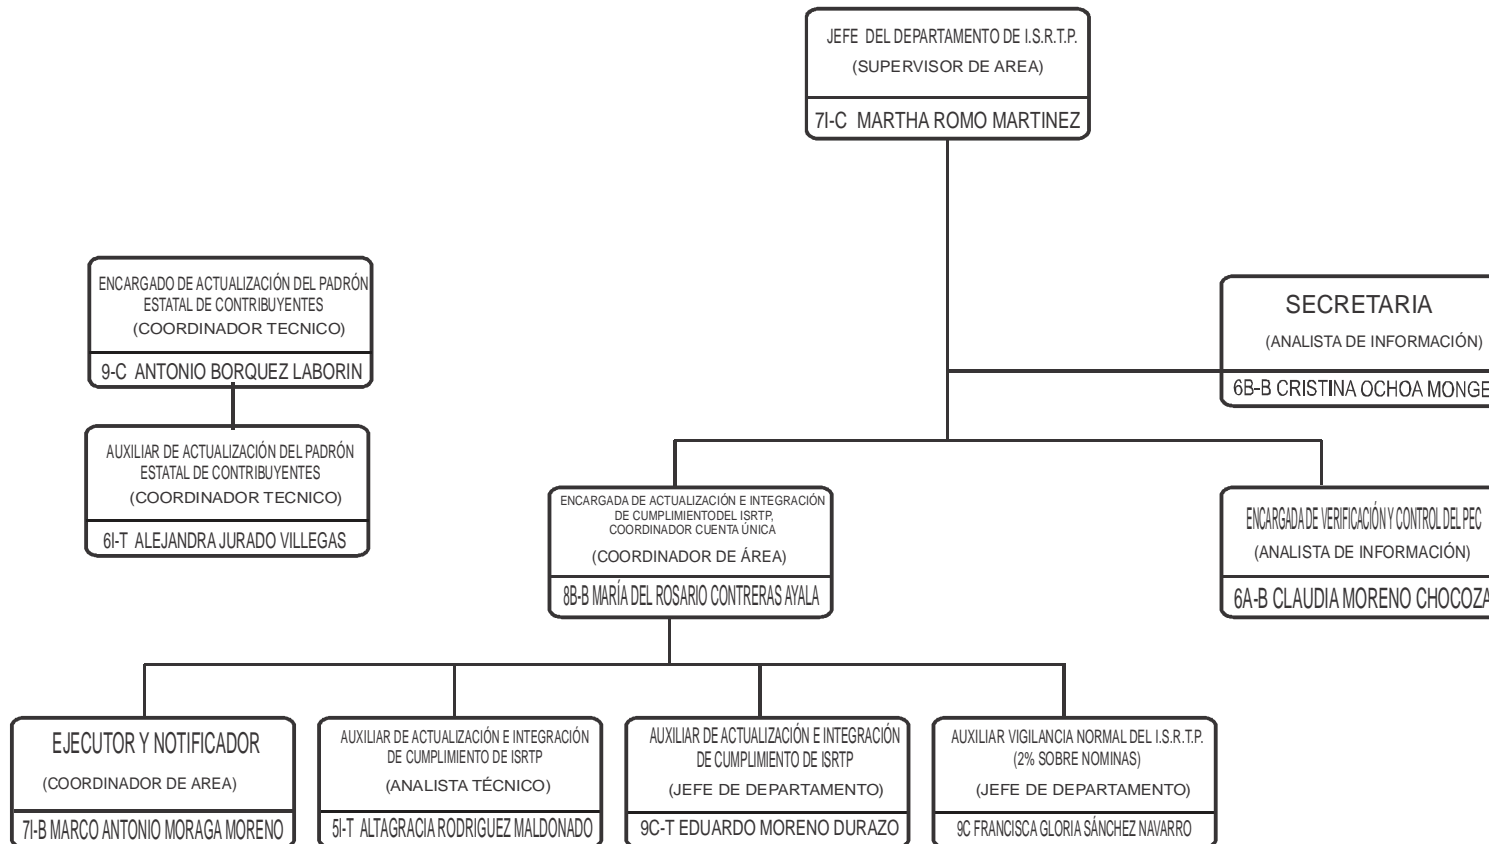 JEFE DEL DEPARTAMENTO DE I.S.R.T.P.
(SUPERVISOR DE AREA)
7I-C MARTHA ROMO MARTINEZ
ENCARGADO DE ACTUALIZACIÓN DEL PADRÓN
ESTATAL DE CONTRIBUYENTES
(COORDINADOR TECNICO)
9-C ANTONIO BORQUEZ LABORIN
SECRETARIA
(ANALISTA DE INFORMACIÓN)
6B-B CRISTINA OCHOA MONGE
AUXILIAR DE ACTUALIZACIÓN DEL PADRÓN
ESTATAL DE CONTRIBUYENTES
(COORDINADOR TECNICO)
6I-T ALEJANDRA JURADO VILLEGAS
ENCARGADA DE ACTUALIZACIÓN E INTEGRACIÓN
DE CUMPLIMIENTODEL ISRTP,
COORDINADOR CUENTA ÚNICA
(COORDINADOR DE ÁREA)
8B-B MARÍA DEL ROSARIO CONTRERAS AYALA
ENCARGADA DE VERIFICACIÓN Y CONTROL DEL PEC
(ANALISTA DE INFORMACIÓN)
6A-B CLAUDIA MORENO CHOCOZA
EJECUTOR Y NOTIFICADOR
(COORDINADOR DE AREA)
7I-B MARCO ANTONIO MORAGA MORENO
AUXILIAR DE ACTUALIZACIÓN E INTEGRACIÓN
DE CUMPLIMIENTO DE ISRTP
(ANALISTA TÉCNICO)
5I-T ALTAGRACIA RODRIGUEZ MALDONADO
AUXILIAR DE ACTUALIZACIÓN E INTEGRACIÓN
DE CUMPLIMIENTO DE ISRTP
(JEFE DE DEPARTAMENTO)
9C-T EDUARDO MORENO DURAZO
AUXILIAR VIGILANCIA NORMAL DEL I.S.R.T.P.
(2% SOBRE NOMINAS)
(JEFE DE DEPARTAMENTO)
9C FRANCISCA GLORIA SÁNCHEZ NAVARRO